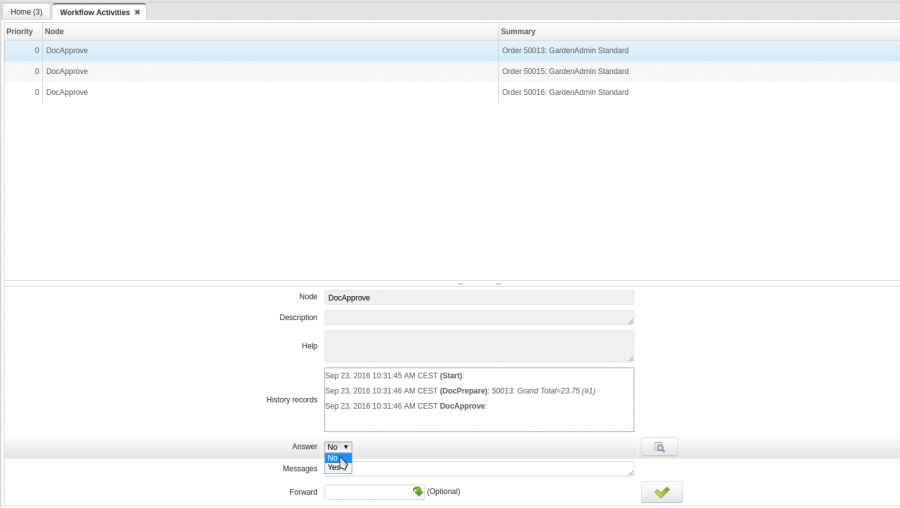 Home (3) Workflow Activities ✖
Priority Node Summary
0 DocApprove Order 50013: GardenAdmin Standard
0 DocApprove Order 50015: GardenAdmin Standard
0 DocApprove Order 50016: GardenAdmin Standard
Node DocApprove
Description
Help
Sep 23, 2016 10:31:45 AM CEST (Start):
Sep 23, 2016 10:31:46 AM CEST (DocPrepare): 50013: Grand Total=23.75 (#1)
History records
Sep 23, 2016 10:31:46 AM CEST DocApprove:
Answer No
No
Messages Yes
Forward (Optional)